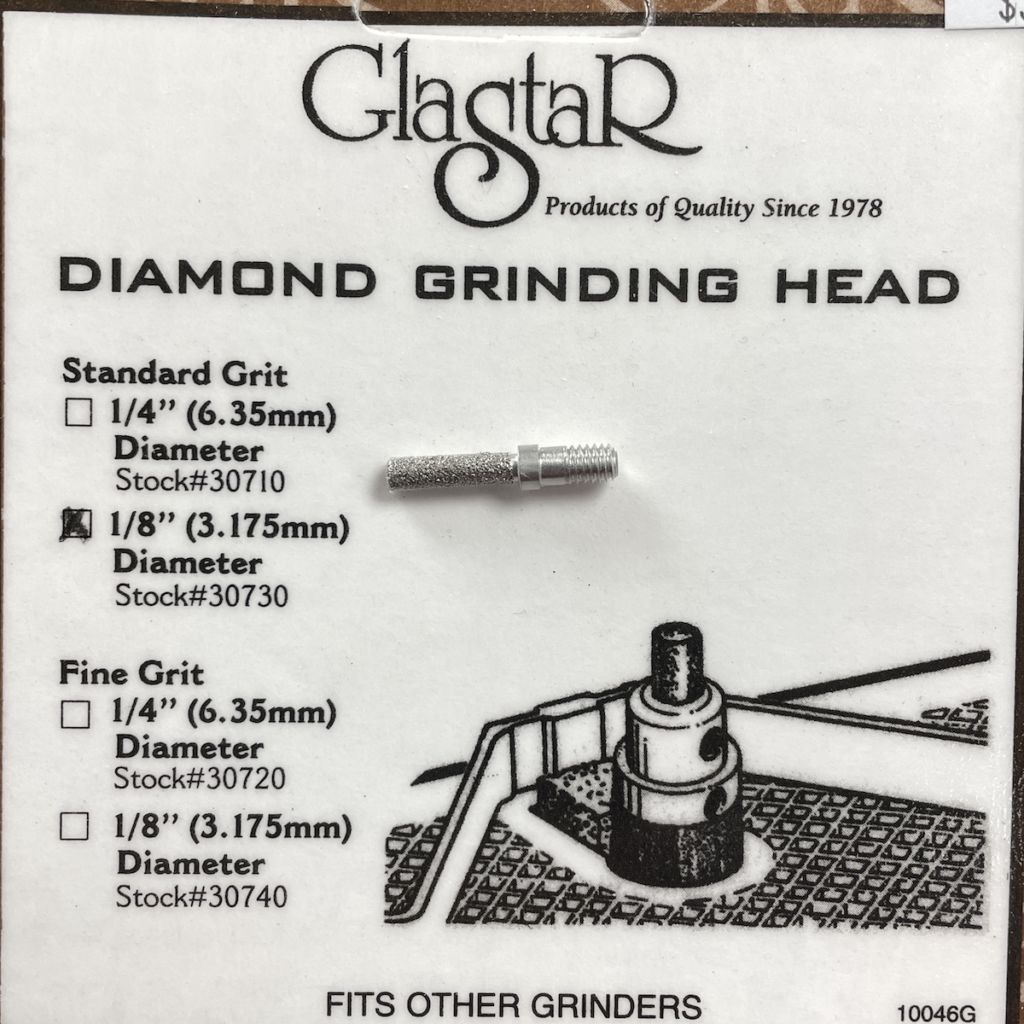 GlaStaR
Products of Quality Since 1978
DIAMOND GRINDING HEAD
Standard Grit
1/4” (6.35mm)
Diameter
Stock#30710
1/8” (3.175mm)
Diameter
Stock#30730
Fine Grit
1/4” (6.35mm)
Diameter
Stock#30720
1/8” (3.175mm)
Diameter
Stock#30740
FITS OTHER GRINDERS
10046G